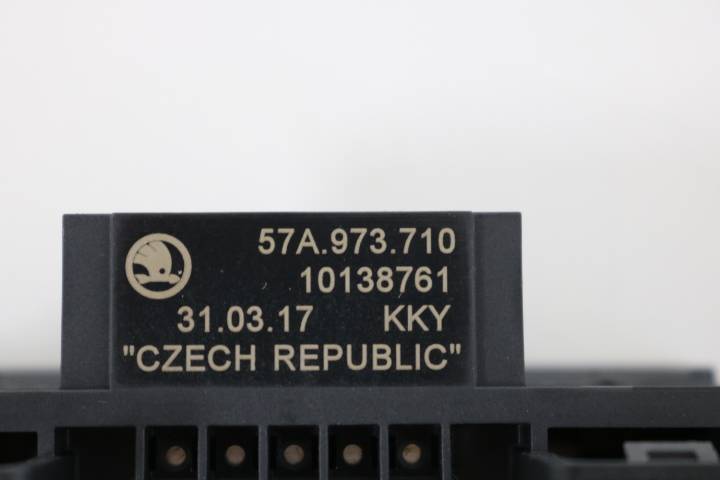 57A.973.710
10138761
31.03.17 KKY
"CZECH REPUBLIC"